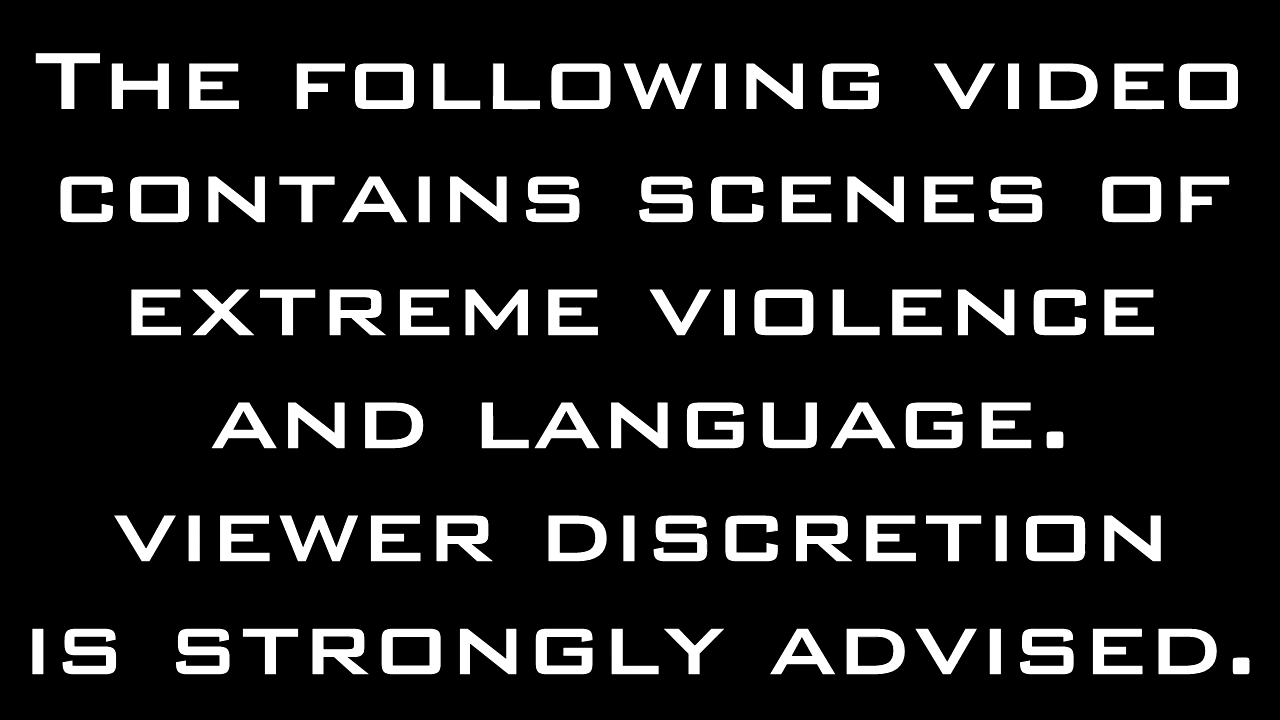 The following video
contains scenes of
extreme violence
and language.
viewer discretion
is strongly advised.